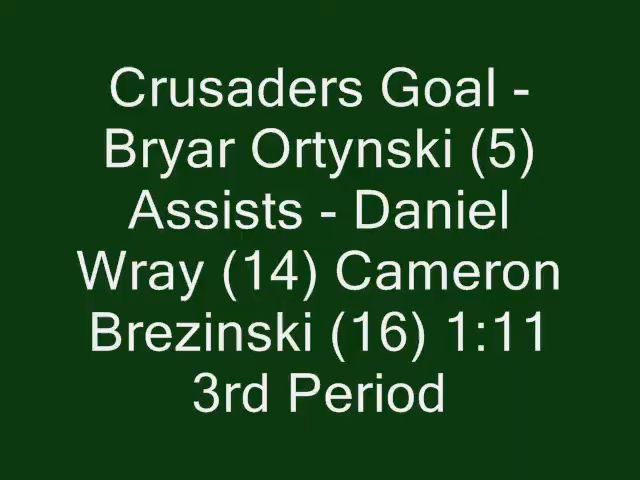 Crusaders Goal -
Bryar Ortynski (5)
Assists - Daniel
Wray (14) Cameron
Brezinski (16) 1:11
3rd Period